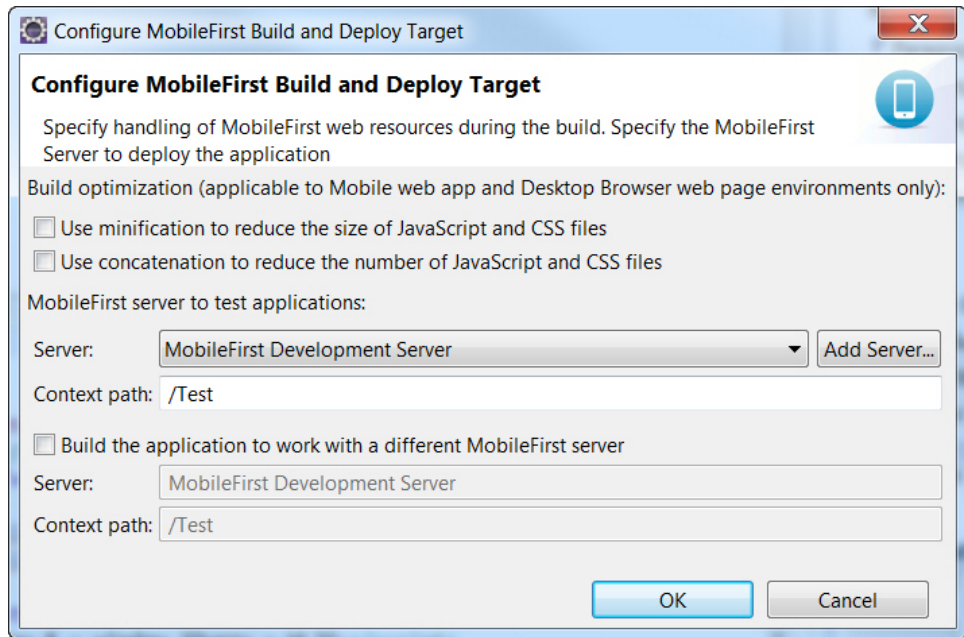 Configure MobileFirst Build and Deploy Target
Configure MobileFirst Build and Deploy Target
Specify handling of MobileFirst web resources during the build. Specify the MobileFirst
Server to deploy the application
Build optimization (applicable to Mobile web app and Desktop Browser web page environments only):
Use minification to reduce the size of JavaScript and CSS files
Use concatenation to reduce the number of JavaScript and CSS files
MobileFirst server to test applications:
Server: MobileFirst Development Server Add Server...
Context path: /Test
Build the application to work with a different MobileFirst server
Server: MobileFirst Development Server
Context path: /Test
OK Cancel